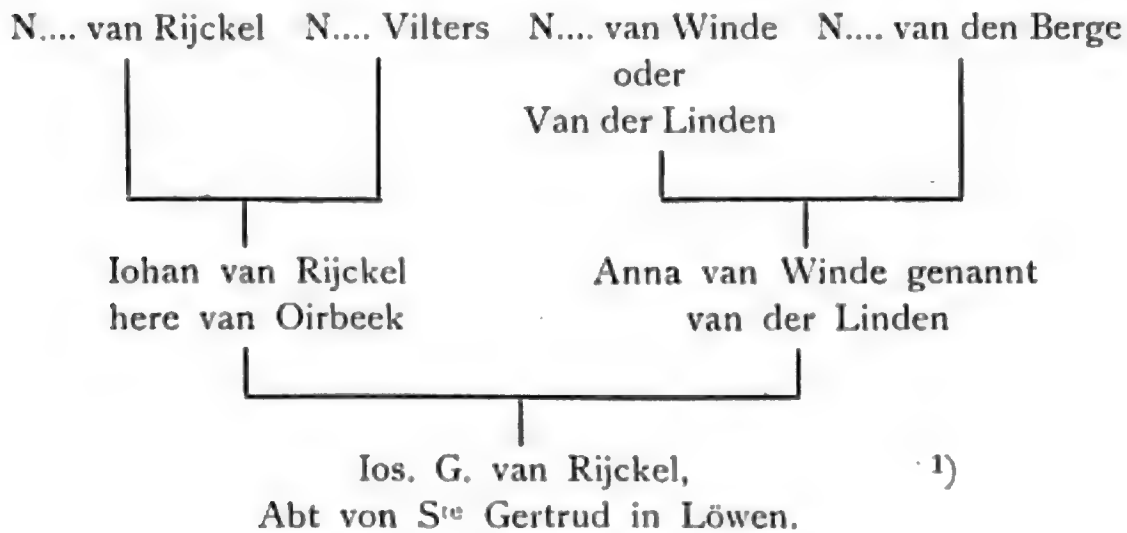 N.... van Rijckel N.... Vilters N.... van Winde N.... van den Berge
oder
Van der Linden
Iohan van Rijckel
here van Oirbeek
Anna van Winde genannt
van der Linden
Ios. G. van Rijckel, 1)
Abt von Ste Gertrud in Löwen.